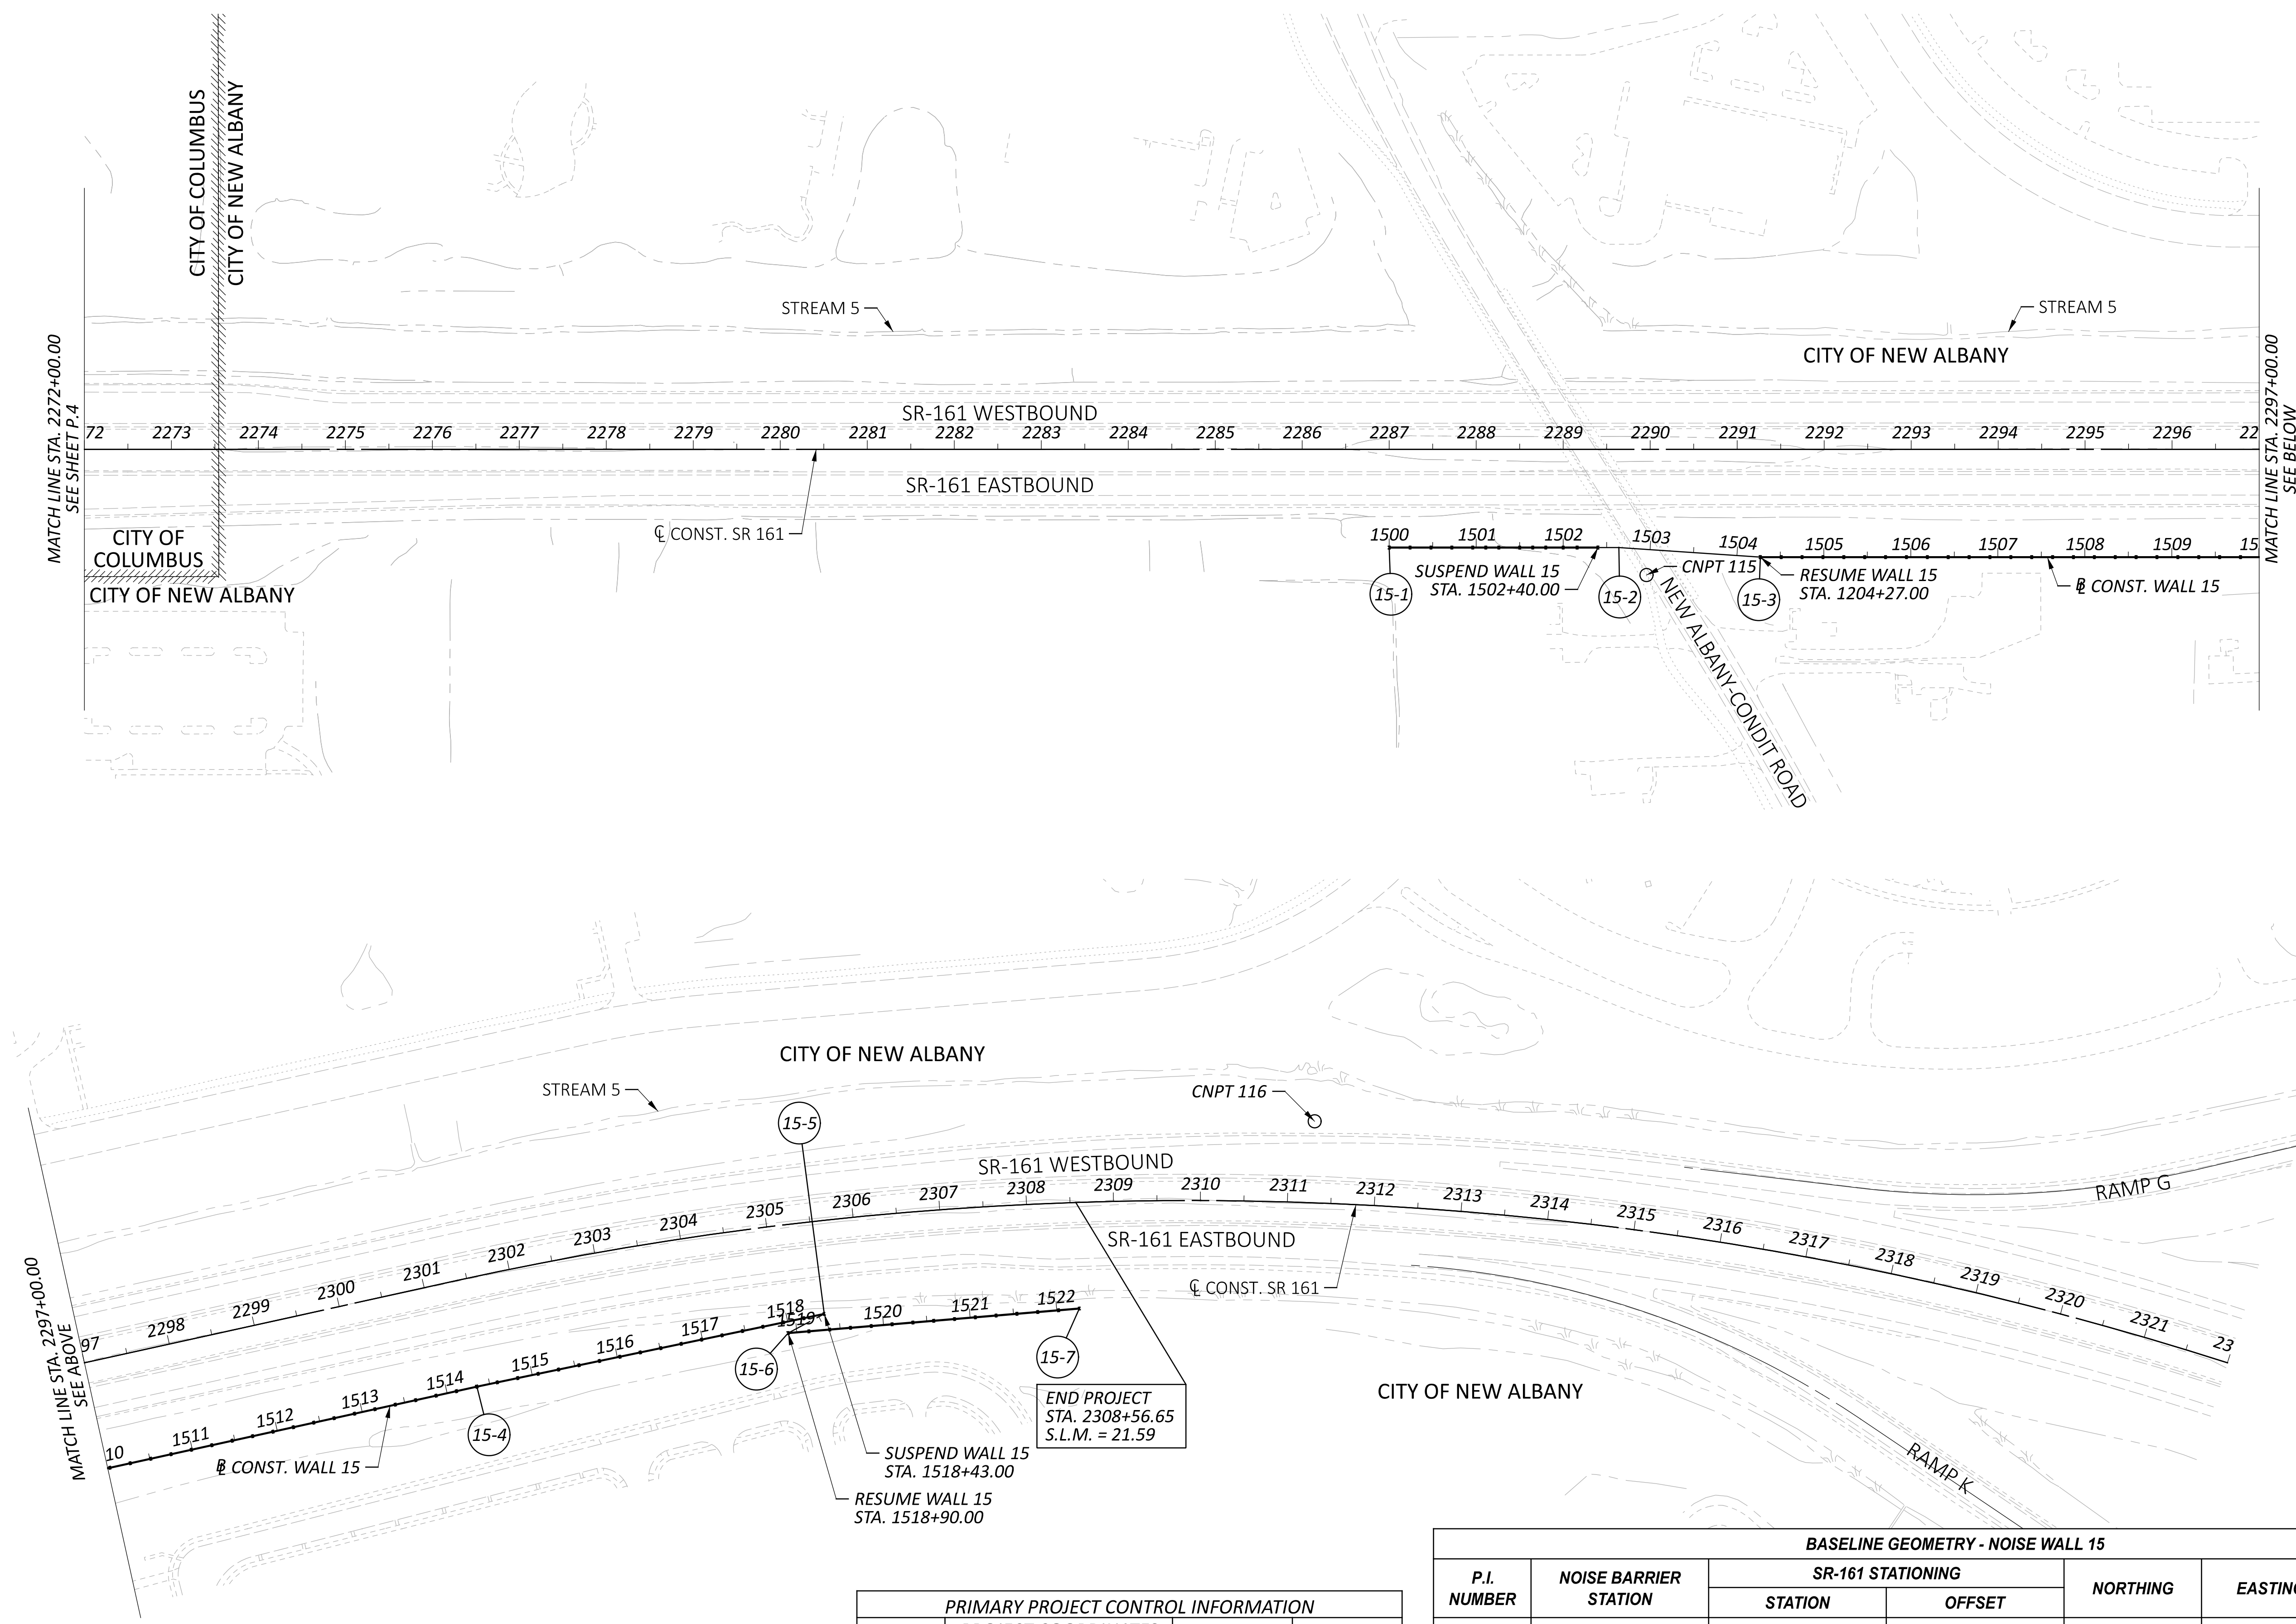 CITY OF COLUMBUS
CITY OF NEW ALBANY
STREAM 5
STREAM 5
CITY OF NEW ALBANY
MATCH LINE STA. 2272+00.00
SEE SHEET P.4
MATCH LINE STA. 2297+00.00
SEE BELOW
SR-161 WESTBOUND
72 2273 2274 2275 2276 2277 2278 2279 2280 2281 2282 2283 2284 2285 2286 2287 2288 2289 2290 2291 2292 2293 2294 2295 2296 22
SR-161 EASTBOUND
℄ CONST. SR 161
CITY OF
COLUMBUS
CITY OF NEW ALBANY
1500 1501 1502 1503 1504 1505 1506 1507 1508 1509 15
SUSPEND WALL 15
STA. 1502+40.00
CNPT 115
RESUME WALL 15
STA. 1204+27.00
BL CONST. WALL 15
15-1
15-2
15-3
NEW ALBANY-CONDIT ROAD
CITY OF NEW ALBANY
STREAM 5
CNPT 116
15-5
SR-161 WESTBOUND
97 2298 2299 2300 2301 2302 2303 2304 2305 2306 2307 2308 2309 2310 2311 2312 2313 2314 2315 2316 2317 2318 2319 2320 2321 23
RAMP G
SR-161 EASTBOUND
℄ CONST. SR 161
MATCH LINE STA. 2297+00.00
SEE ABOVE
10 1511 1512 1513 1514 1515 1516 1517 1518 1519 1520 1521 1522
15-6
15-7
15-4
END PROJECT
STA. 2308+56.65
S.L.M. = 21.59
CITY OF NEW ALBANY
BL CONST. WALL 15
SUSPEND WALL 15
STA. 1518+43.00
RESUME WALL 15
STA. 1518+90.00
RAMP K
BASELINE GEOMETRY - NOISE WALL 15
P.I.
NUMBER
NOISE BARRIER
STATION
SR-161 STATIONING
STATION
OFFSET
NORTHING
EASTING
PRIMARY PROJECT CONTROL INFORMATION